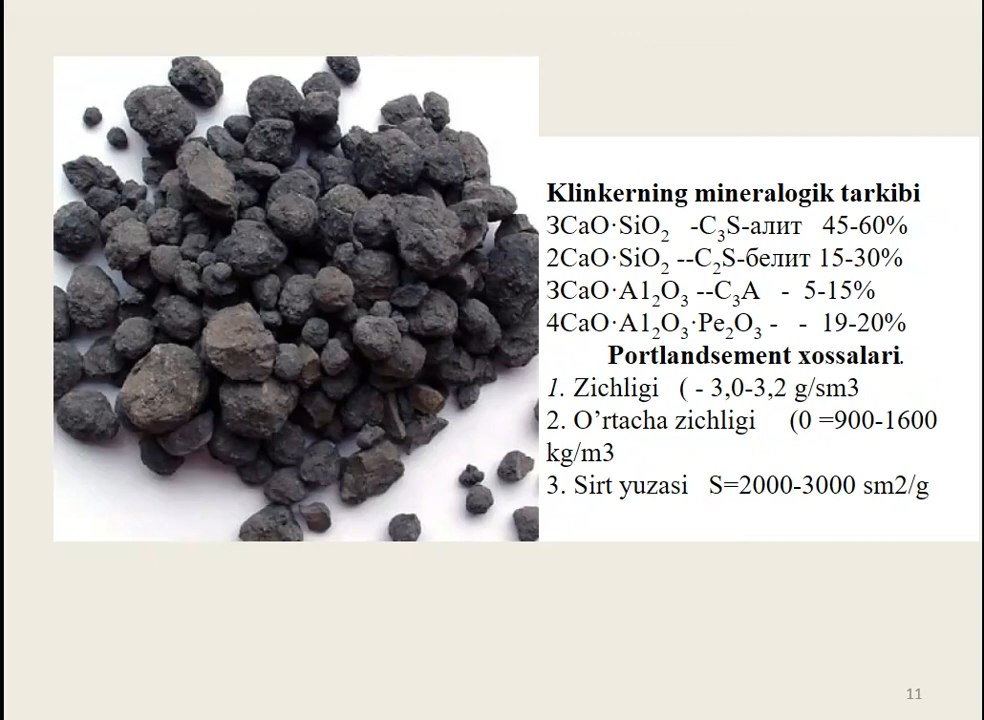 Klinkerning mineralogik tarkibi
3CaO·SiO₂ -C₃S-алит 45-60%
2CaO·SiO₂ --C₂S-белит 15-30%
3CaO·A1₂O₃ --C₃A - 5-15%
4CaO·A1₂O₃·Pe₂O₃ - - 19-20%
Portlandsement xossalari.
1. Zichligi ( - 3,0-3,2 g/sm3
2. O’rtacha zichligi (0 =900-1600
kg/m3
3. Sirt yuzasi S=2000-3000 sm2/g
11